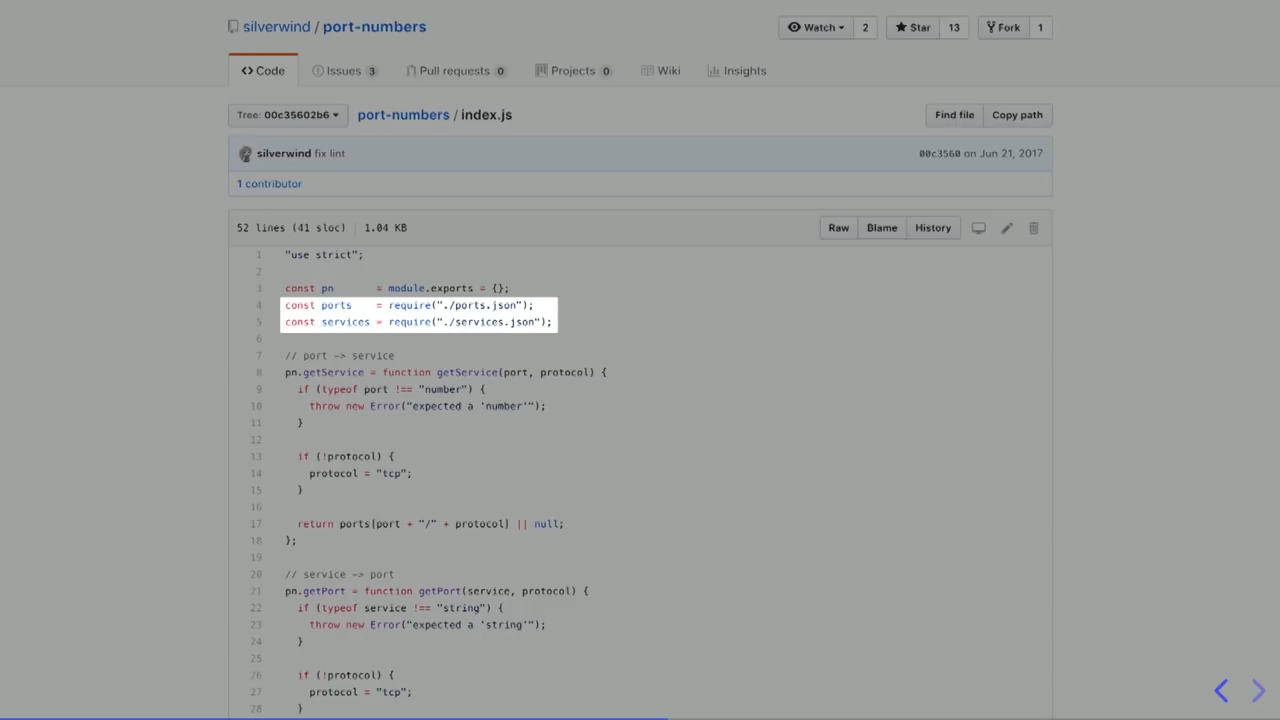 silverwind / port-numbers
Watch 2 Star 13 Fork 1
<> Code Issues 3 Pull requests 0 Projects 0 Wiki Insights
Tree: 00c35602b6 port-numbers / index.js Find file Copy path
silverwind fix lint 00c3560 on Jun 21, 2017
1 contributor
52 lines (41 sloc) 1.04 KB Raw Blame History
1 "use strict";
2
3 const pn = module.exports = {};
4 const ports = require("./ports.json");
5 const services = require("./services.json");
6
7 // port -> service
8 pn.getService = function getService(port, protocol) {
9 if (typeof port !== "number") {
10 throw new Error("expected a 'number'");
11 }
12
13 if (!protocol) {
14 protocol = "tcp";
15 }
16
17 return ports[port + "/" + protocol] || null;
18 };
19
20 // service -> port
21 pn.getPort = function getPort(service, protocol) {
22 if (typeof service !== "string") {
23 throw new Error("expected a 'string'");
24 }
25
26 if (!protocol) {
27 protocol = "tcp";
28 }